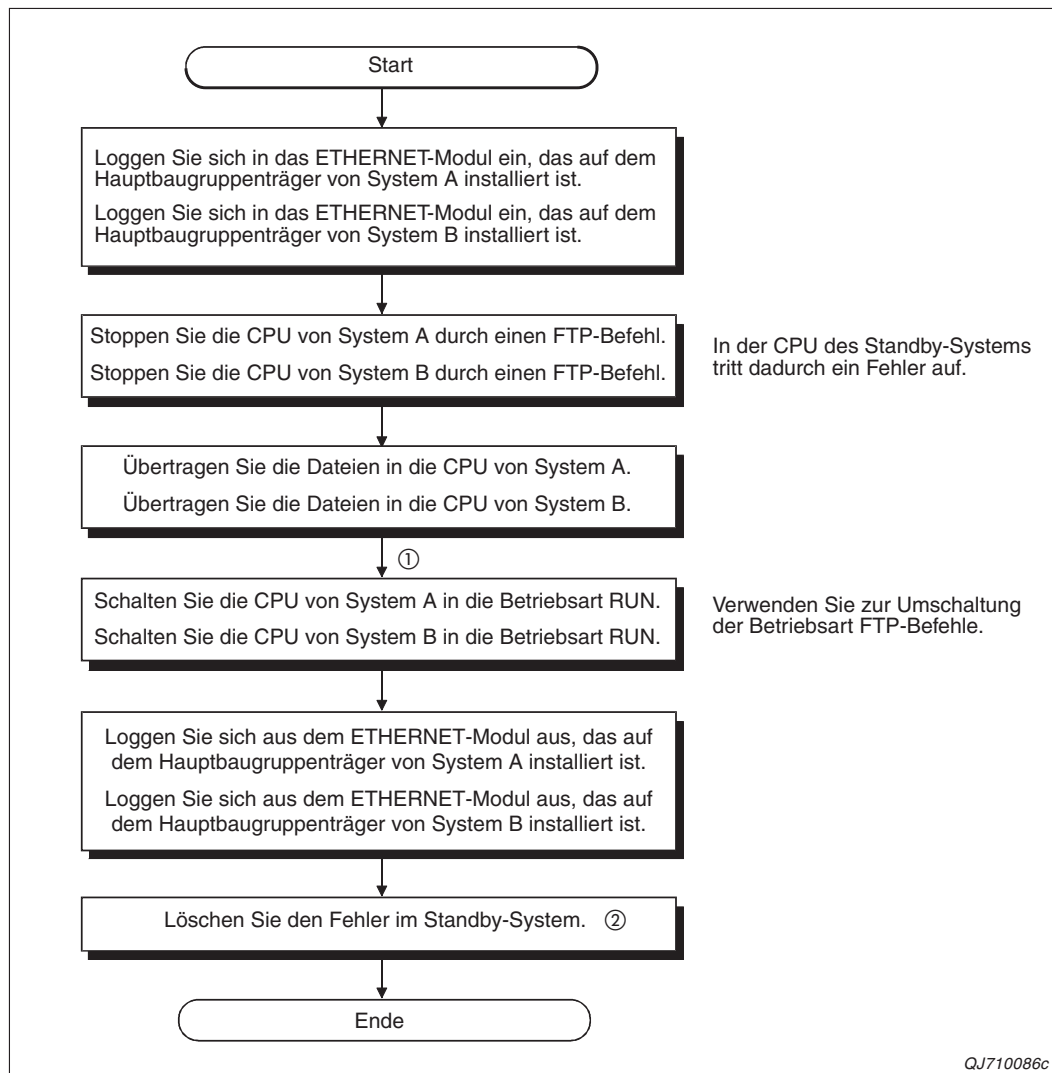 Start
Loggen Sie sich in das ETHERNET-Modul ein, das auf dem
Hauptbaugruppenträger von System A installiert ist.
Loggen Sie sich in das ETHERNET-Modul ein, das auf dem
Hauptbaugruppenträger von System B installiert ist.
Stoppen Sie die CPU von System A durch einen FTP-Befehl.
Stoppen Sie die CPU von System B durch einen FTP-Befehl.
In der CPU des Standby-Systems
tritt dadurch ein Fehler auf.
Übertragen Sie die Dateien in die CPU von System A.
Übertragen Sie die Dateien in die CPU von System B.
①
Schalten Sie die CPU von System A in die Betriebsart RUN.
Schalten Sie die CPU von System B in die Betriebsart RUN.
Verwenden Sie zur Umschaltung
der Betriebsart FTP-Befehle.
Loggen Sie sich aus dem ETHERNET-Modul aus, das auf
dem Hauptbaugruppenträger von System A installiert ist.
Loggen Sie sich aus dem ETHERNET-Modul aus, das auf
dem Hauptbaugruppenträger von System B installiert ist.
Löschen Sie den Fehler im Standby-System. ②
Ende
QJ710086c